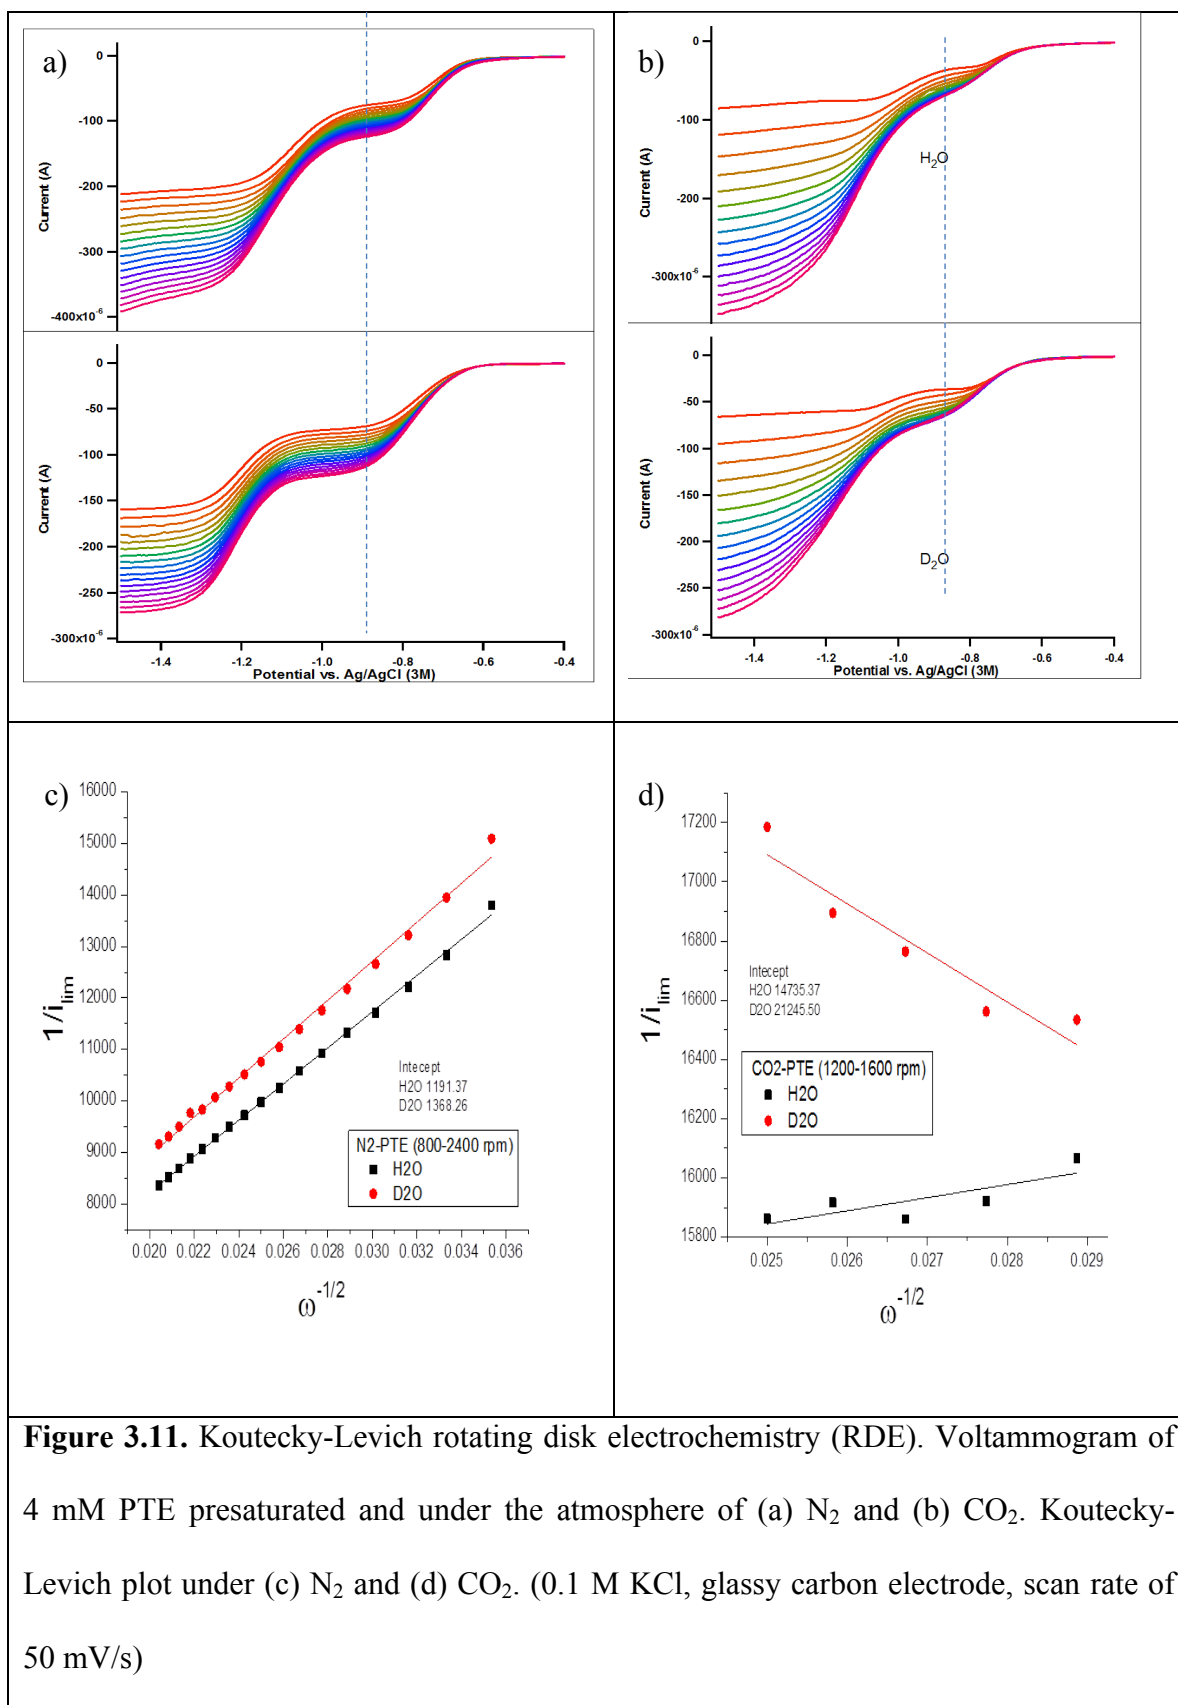 a)
0
-100
-200
-300
-400x10-6
Current (A)
0
-50
-100
-150
-200
-250
-300x10-6
Current (A)
-1.4 -1.2 -1.0 -0.8 -0.6 -0.4
Potential vs. Ag/AgCl (3M)
b)
0
-100
-200
-300x10-6
Current (A)
H2O
0
-50
-100
-150
-200
-250
-300x10-6
Current (A)
D2O
-1.4 -1.2 -1.0 -0.8 -0.6 -0.4
Potential vs. Ag/AgCl (3M)
c)
16000
15000
14000
13000
12000
11000
10000
9000
8000
1/ilim
Intecept
H2O 1191.37
D2O 1368.26
N2-PTE (800-2400 rpm)
H2O
D2O
0.020 0.022 0.024 0.026 0.028 0.030 0.032 0.034 0.036
ω-1/2
d)
17200
17000
16800
16600
16400
16200
16000
15800
1/ilim
Intecept
H2O 14735.37
D2O 21245.50
CO2-PTE (1200-1600 rpm)
H2O
D2O
0.025 0.026 0.027 0.028 0.029
ω-1/2
Figure 3.11. Koutecky-Levich rotating disk electrochemistry (RDE). Voltammogram of
4 mM PTE presaturated and under the atmosphere of (a) N2 and (b) CO2. Koutecky-
Levich plot under (c) N2 and (d) CO2. (0.1 M KCl, glassy carbon electrode, scan rate of
50 mV/s)